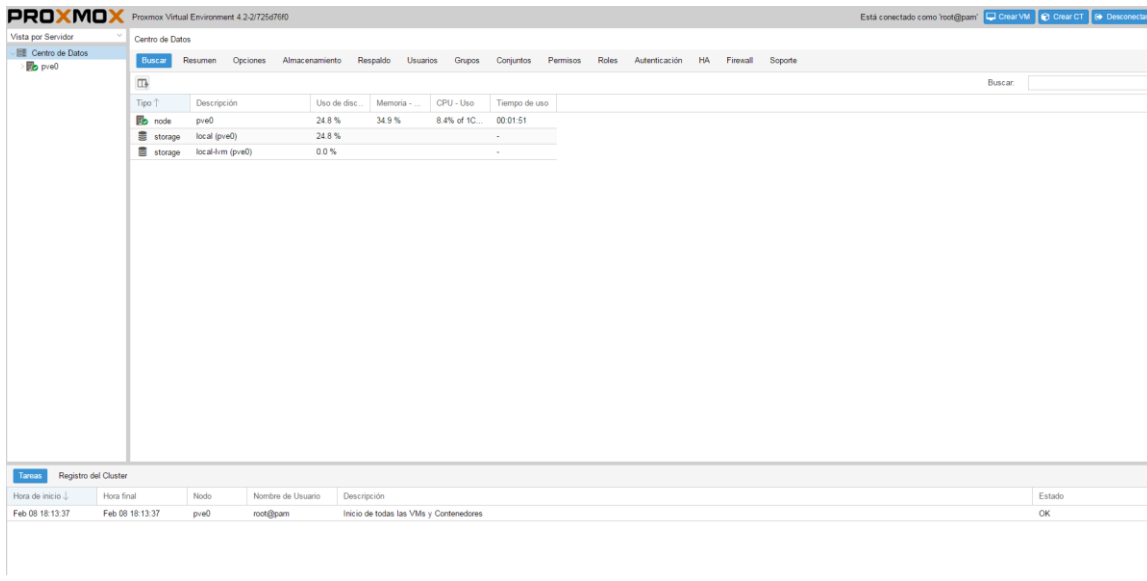 PROXMOX Proxmox Virtual Environment 4.2-2/725d76f0 Está conectado como 'root@pam' Crear VM Crear CT Desconecta
Vista por Servidor
Centro de Datos
pve0
Centro de Datos
Buscar Resumen Opciones Almacenamiento Respaldo Usuarios Grupos Conjuntos Permisos Roles Autenticación HA Firewall Soporte
Buscar:
Tipo ↑ Descripción Uso de disc... Memoria - ... CPU - Uso Tiempo de uso
node pve0 24.8 % 34.9 % 8.4% of 1C... 00:01:51
storage local (pve0) 24.8 % -
storage local-lvm (pve0) 0.0 % -
Tareas Registro del Cluster
Hora de inicio ↓ Hora final Nodo Nombre de Usuario Descripción Estado
Feb 08 18:13:37 Feb 08 18:13:37 pve0 root@pam Inicio de todas las VMs y Contenedores OK